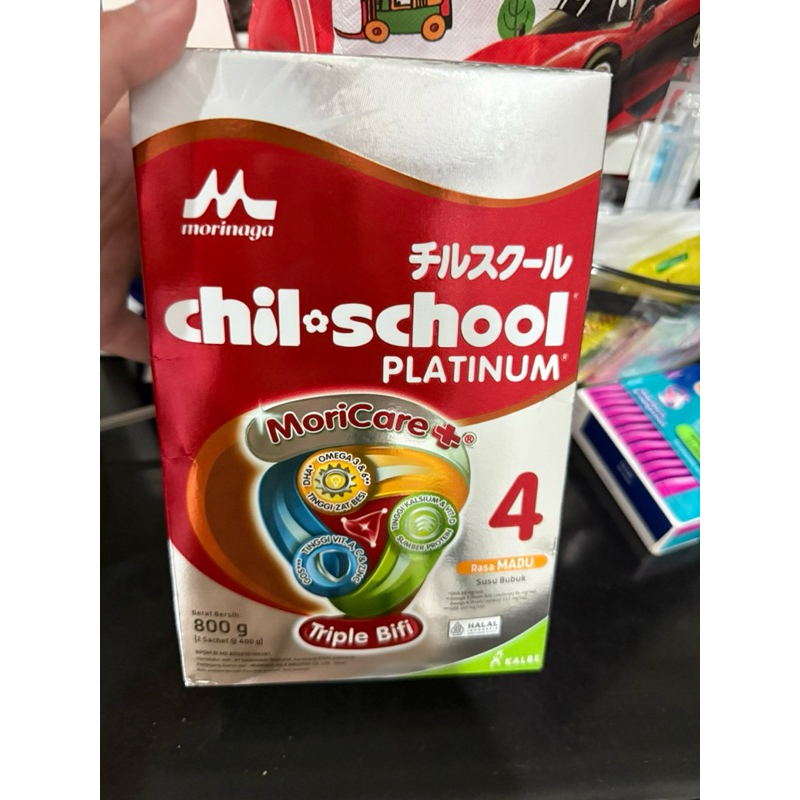 morinaga
チルスクール
chil school
PLATINUM
MoriCare+
DHA* OMEGA 3 & 6**
TINGGI ZAT BESI
TINGGI KALSIUM & VIT D
SUMBER PROTEIN
TINGGI VIT A, C & ZINC
GOS***
4
Rasa MADU
Susu Bubuk
Berat Bersih:
800 g
(2 Sachet @ 400 g)
HALAL
INDONESIA
Triple Bifi
KALBE